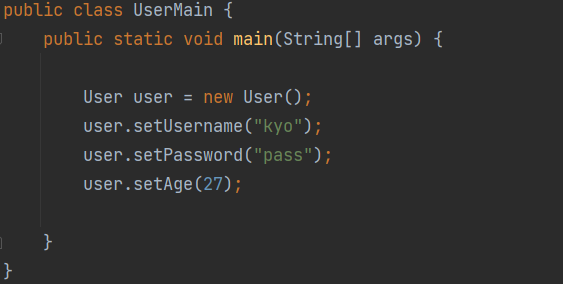 public class UserMain {
    public static void main(String[] args) {

        User user = new User();
        user.setUsername("kyo");
        user.setPassword("pass");
        user.setAge(27);

    }
}